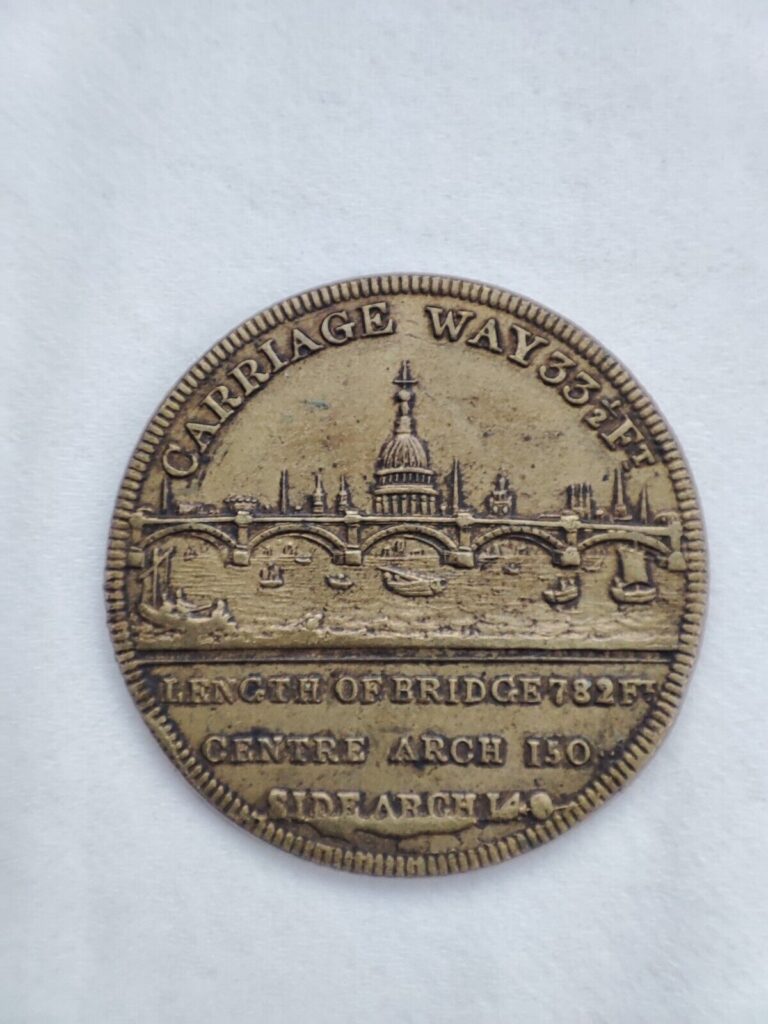 CARRIAGE WAY 33½ FT
LENGTH OF BRIDGE 782 FT
CENTRE ARCH 150
SIDE ARCH 140